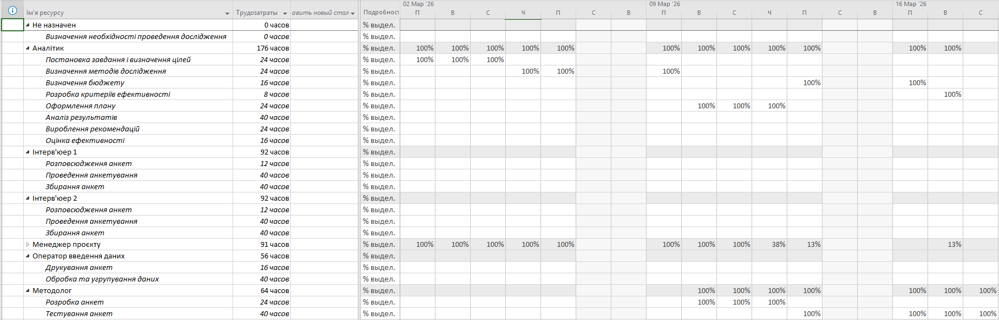 02 Мар '26 09 Мар '26 16 Мар '26
Ім'я ресурсу Трудозатраты авить новый стол Подробност П В С Ч П С В П В С Ч П С В П В С
Не назначен 0 часов % выдел.
Визначення необхідності проведення дослідження 0 часов % выдел.
Аналітик 176 часов % выдел. 100% 100% 100% 100% 100% 100% 100% 100% 100% 100% 100% 100%
Постановка завдання і визначення цілей 24 часов % выдел. 100% 100% 100%
Визначення методів дослідження 24 часов % выдел. 100% 100% 100%
Визначення бюджету 16 часов % выдел. 100% 100%
Розробка критеріїв ефективності 8 часов % выдел. 100%
Оформлення плану 24 часов % выдел. 100% 100% 100%
Аналіз результатів 40 часов % выдел.
Вироблення рекомендацій 24 часов % выдел.
Оцінка ефективності 16 часов % выдел.
Інтерв'юер 1 92 часов % выдел.
Розповсюдження анкет 12 часов % выдел.
Проведення анкетування 40 часов % выдел.
Збирання анкет 40 часов % выдел.
Інтерв'юер 2 92 часов % выдел.
Розповсюдження анкет 12 часов % выдел.
Проведення анкетування 40 часов % выдел.
Збирання анкет 40 часов % выдел.
Менеджер проєкту 91 часов % выдел. 100% 100% 100% 100% 100% 100% 100% 100% 38% 13% 13%
Оператор введення даних 56 часов % выдел.
Друкування анкет 16 часов % выдел.
Обробка та угрупування даних 40 часов % выдел.
Методолог 64 часов % выдел. 100% 100% 100% 100% 100% 100% 100%
Розробка анкет 24 часов % выдел. 100% 100% 100%
Тестування анкет 40 часов % выдел. 100% 100% 100% 100%